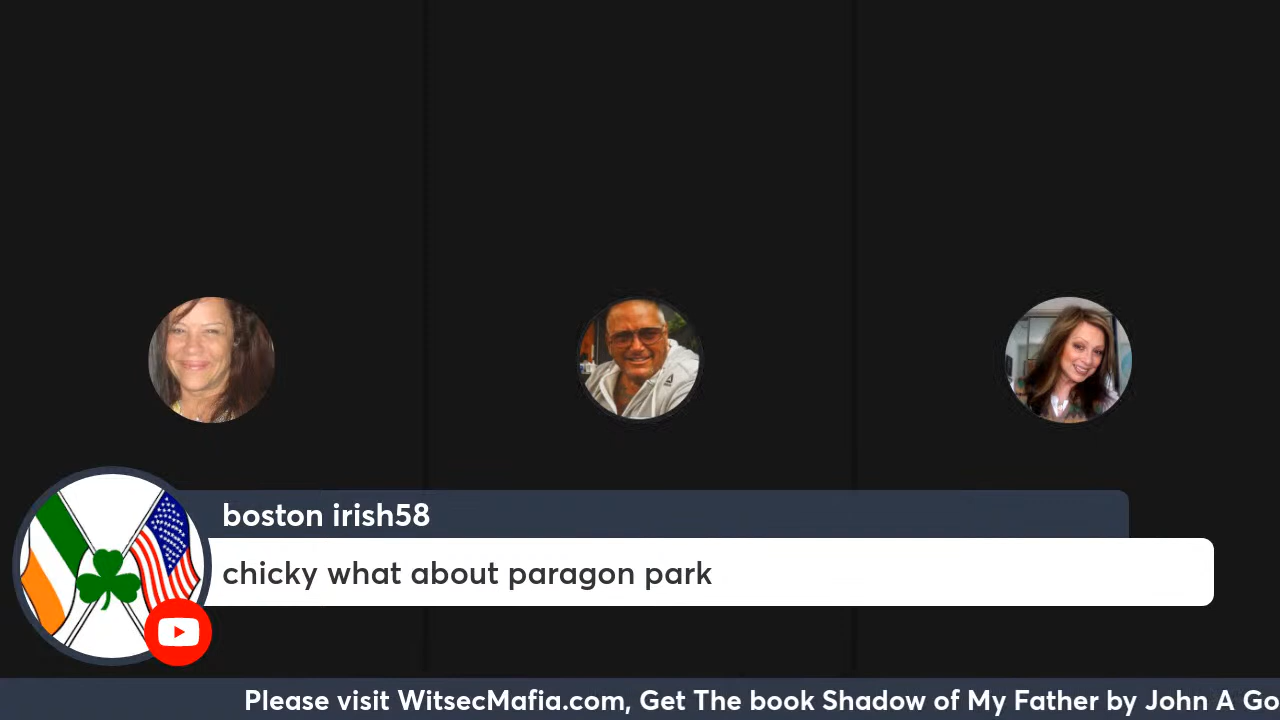 boston irish58
chicky what about paragon park
Please visit WitsecMafia.com, Get The book Shadow of My Father by John A Go